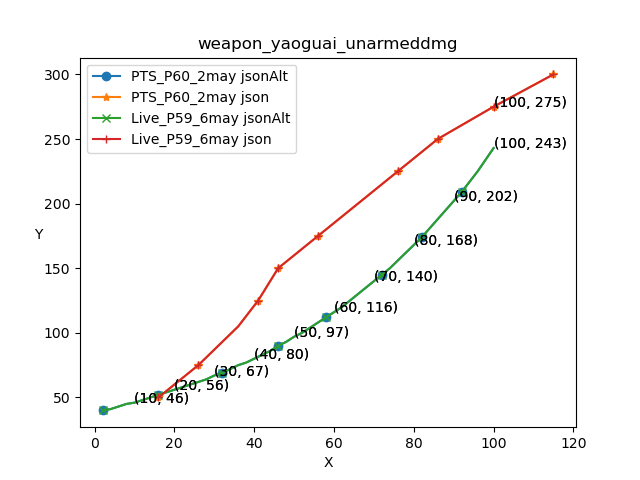 weapon_yaoguai_unarmeddmg
PTS_P60_2may jsonAlt
PTS_P60_2may json
Live_P59_6may jsonAlt
Live_P59_6may json
300
250
200
150
100
50
Y
(100, 275)
(100, 243)
(90, 202)
(80, 168)
(70, 140)
(60, 116)
(50, 97)
(40, 80)
(30, 67)
(20, 56)
(10, 46)
0 20 40 60 80 100 120
X